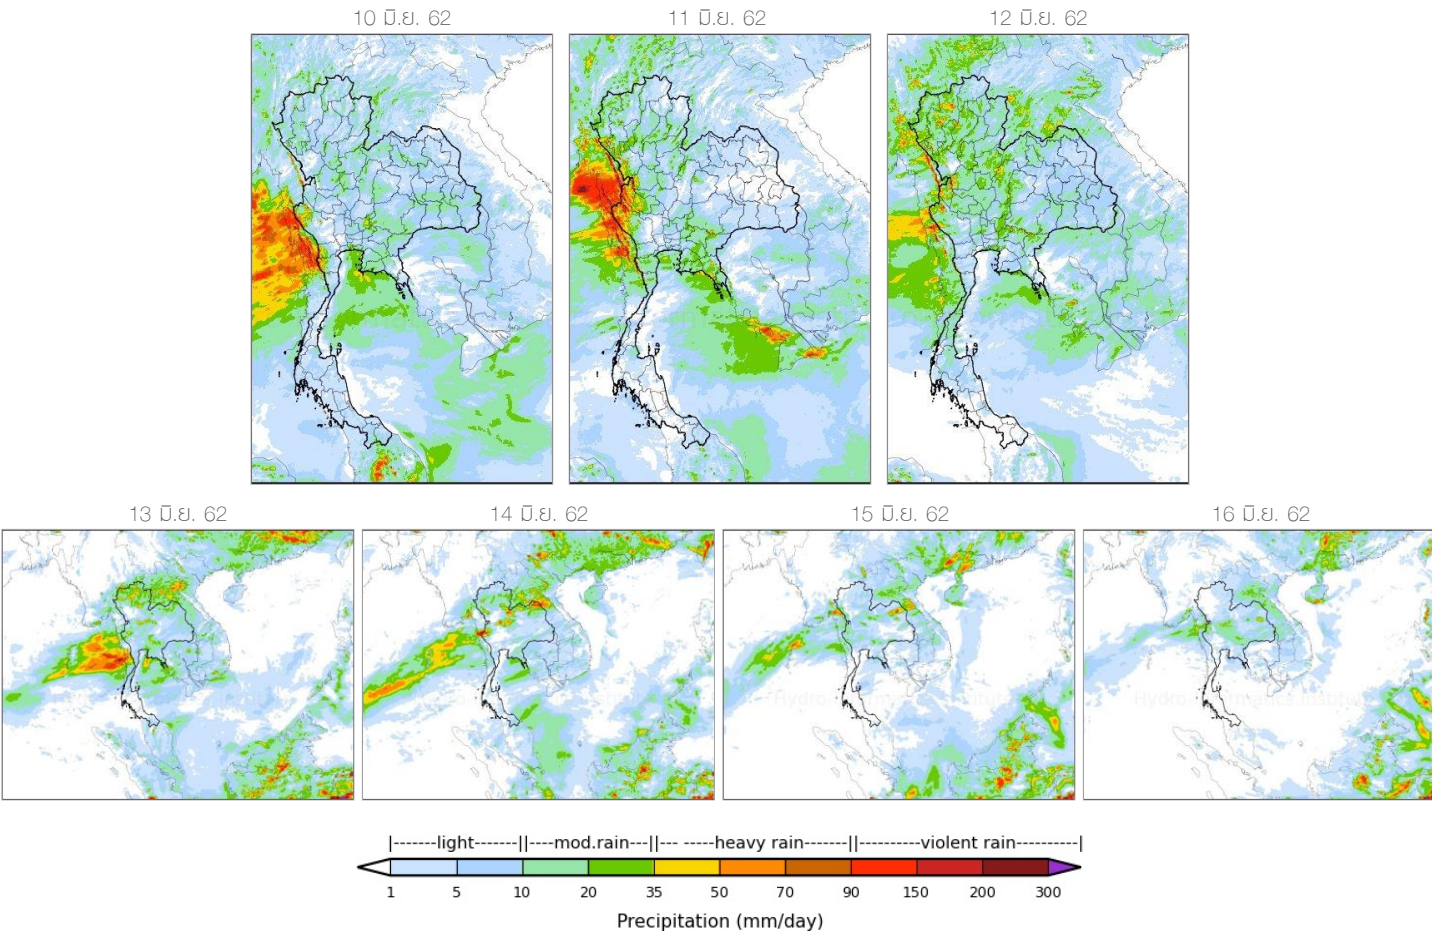 10 มิ.ย. 62
11 มิ.ย. 62
12 มิ.ย. 62
13 มิ.ย. 62
14 มิ.ย. 62
15 มิ.ย. 62
16 มิ.ย. 62
|-------light-------||----mod.rain---||--- -----heavy rain-------||----------violent rain----------|
1 5 10 20 35 50 70 90 150 200 300
Precipitation (mm/day)